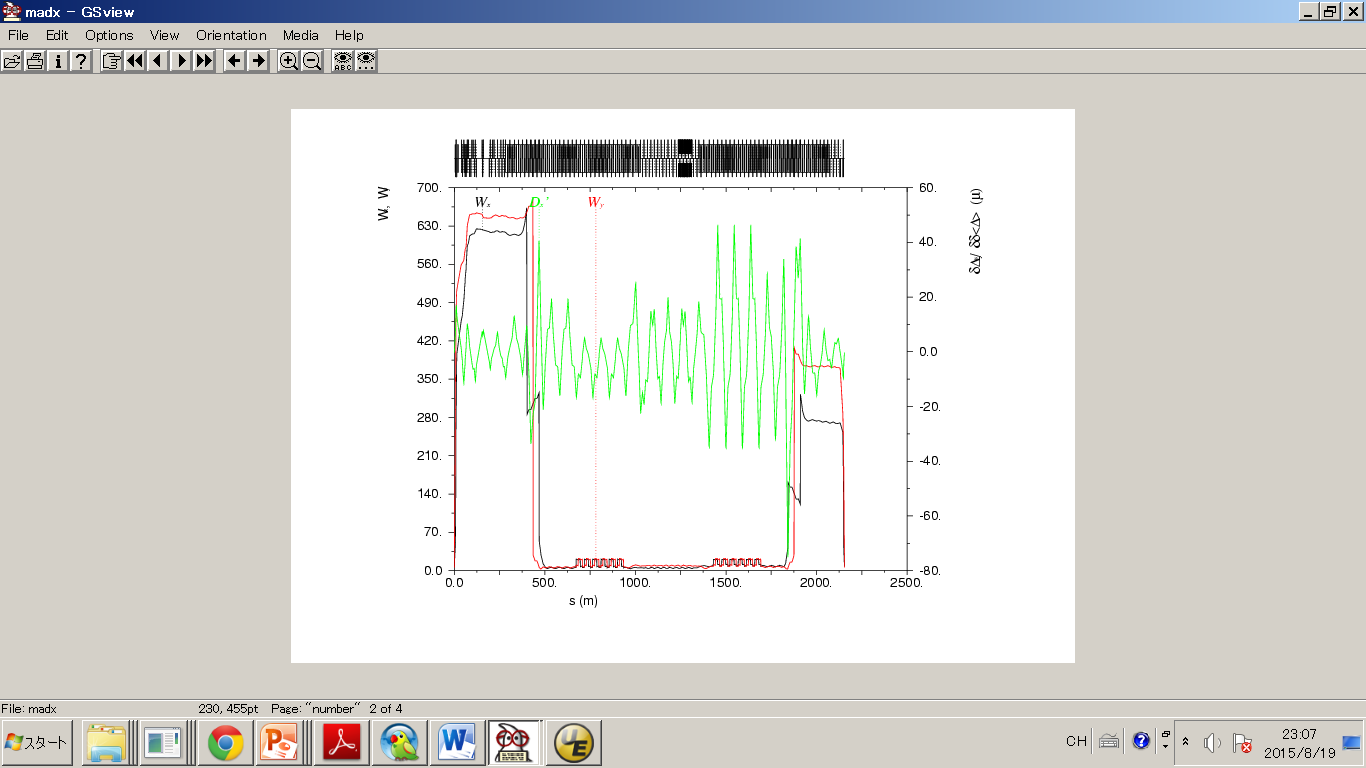 madx - GSview
File Edit Options View Orientation Media Help
700. 60.
Wₓ Dₓ' Wᵧ
W, W
630.
560. 40.
490. 20.
420.
0.0
350.
280. -20.
210. -40.
140. -60.
70.
0.0 -80.
0.0 500. 1000. 1500. 2000. 2500.
s (m)
File: madx 230, 455pt Page: "number" 2 of 4
スタート CH 23:07
2015/8/19